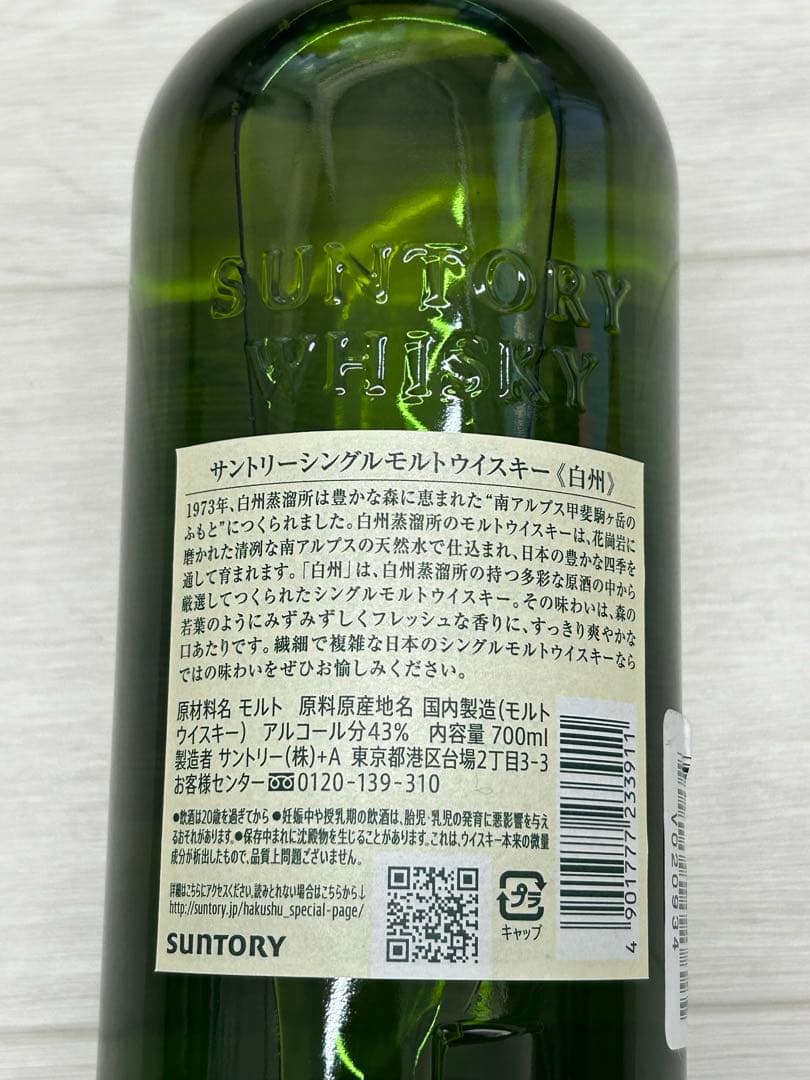 SUNTORY
WHISKY
サントリーシングルモルトウイスキー《白州》
1973年、白州蒸溜所は豊かな森に恵まれた“南アルプス甲斐駒ヶ岳の
ふもと”につくられました。白州蒸溜所のモルトウイスキーは、花崗岩に
磨かれた清冽な南アルプスの天然水で仕込まれ、日本の豊かな四季を
通して育まれます。「白州」は、白州蒸溜所の持つ多彩な原酒の中から
厳選してつくられたシングルモルトウイスキー。その味わいは、森の
若葉のようにみずみずしくフレッシュな香りに、すっきり爽やかな
口あたりです。繊細で複雑な日本のシングルモルトウイスキーなら
ではの味わいをぜひお愉しみください。
原材料名 モルト 原料原産地名 国内製造(モルト
ウイスキー) アルコール分43% 内容量 700ml
製造者 サントリー(株)+A 東京都港区台場2丁目3-3
お客様センター 0120-139-310
●飲酒は20歳を過ぎてから ●妊娠中や授乳期の飲酒は、胎児・乳児の発育に悪影響を与え
るおそれがあります。●保存中まれに沈殿物を生じることがあります。これは、ウイスキー本来の微量
成分が析出したもので、品質上問題ございません。
詳細はこちらにアクセスください。読みとれない場合はこちらから↓
http://suntory.jp/hakushu_special-page/
SUNTORY
プラ
キャップ
4 901777 233911
V020934